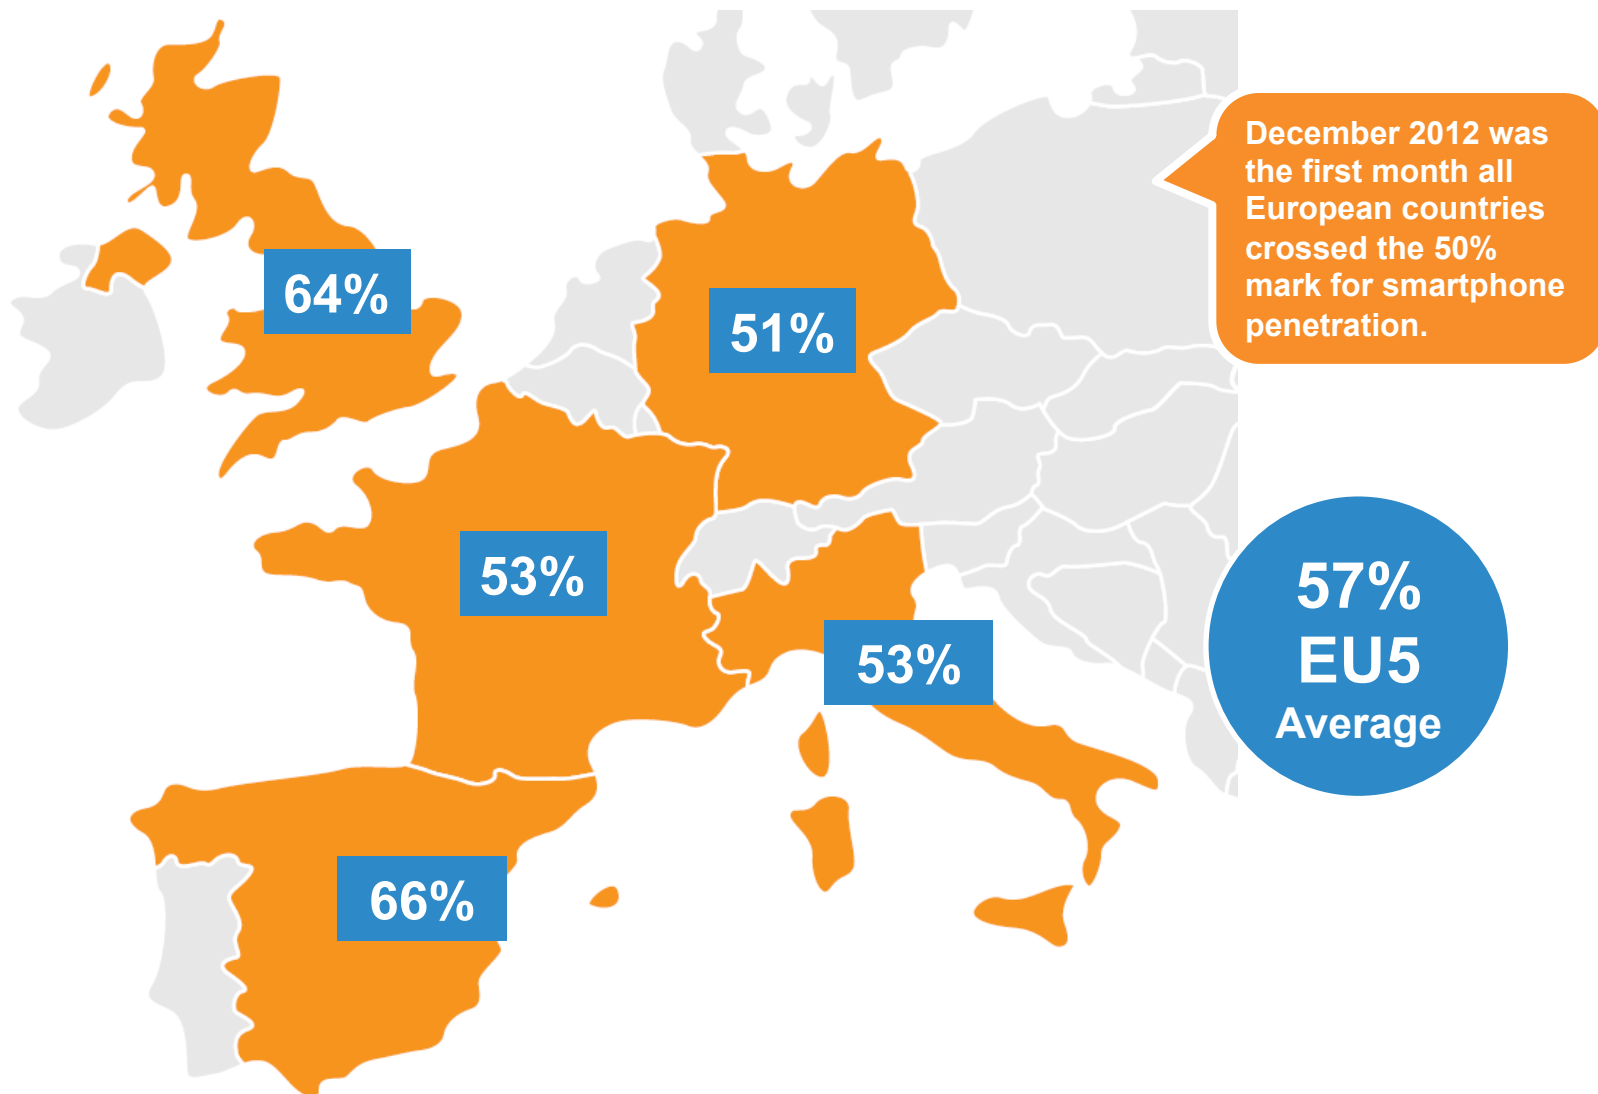 December 2012 was
the first month all
European countries
crossed the 50%
mark for smartphone
penetration.
64%
51%
53%
53%
57%
EU5
Average
66%